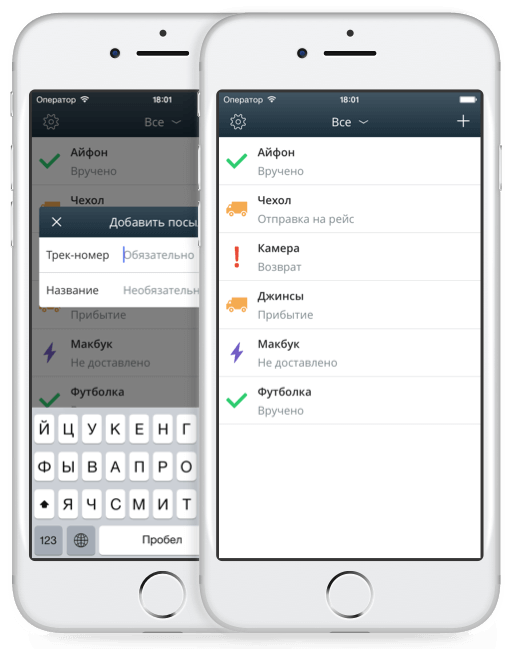 Оператор 18:01
Все
Айфон
Вручено
Чехол
Добавить посы
Трек-номер Обязательно
Название Необязательн
Прибытие
Макбук
Не доставлено
Футболка
Й Ц У К Е Н Г
Ф Ы В А П Р О
Я Ч С М И Т
123 Пробел
Оператор 18:01
Все
Айфон
Вручено
Чехол
Отправка на рейс
Камера
Возврат
Джинсы
Прибытие
Макбук
Не доставлено
Футболка
Вручено